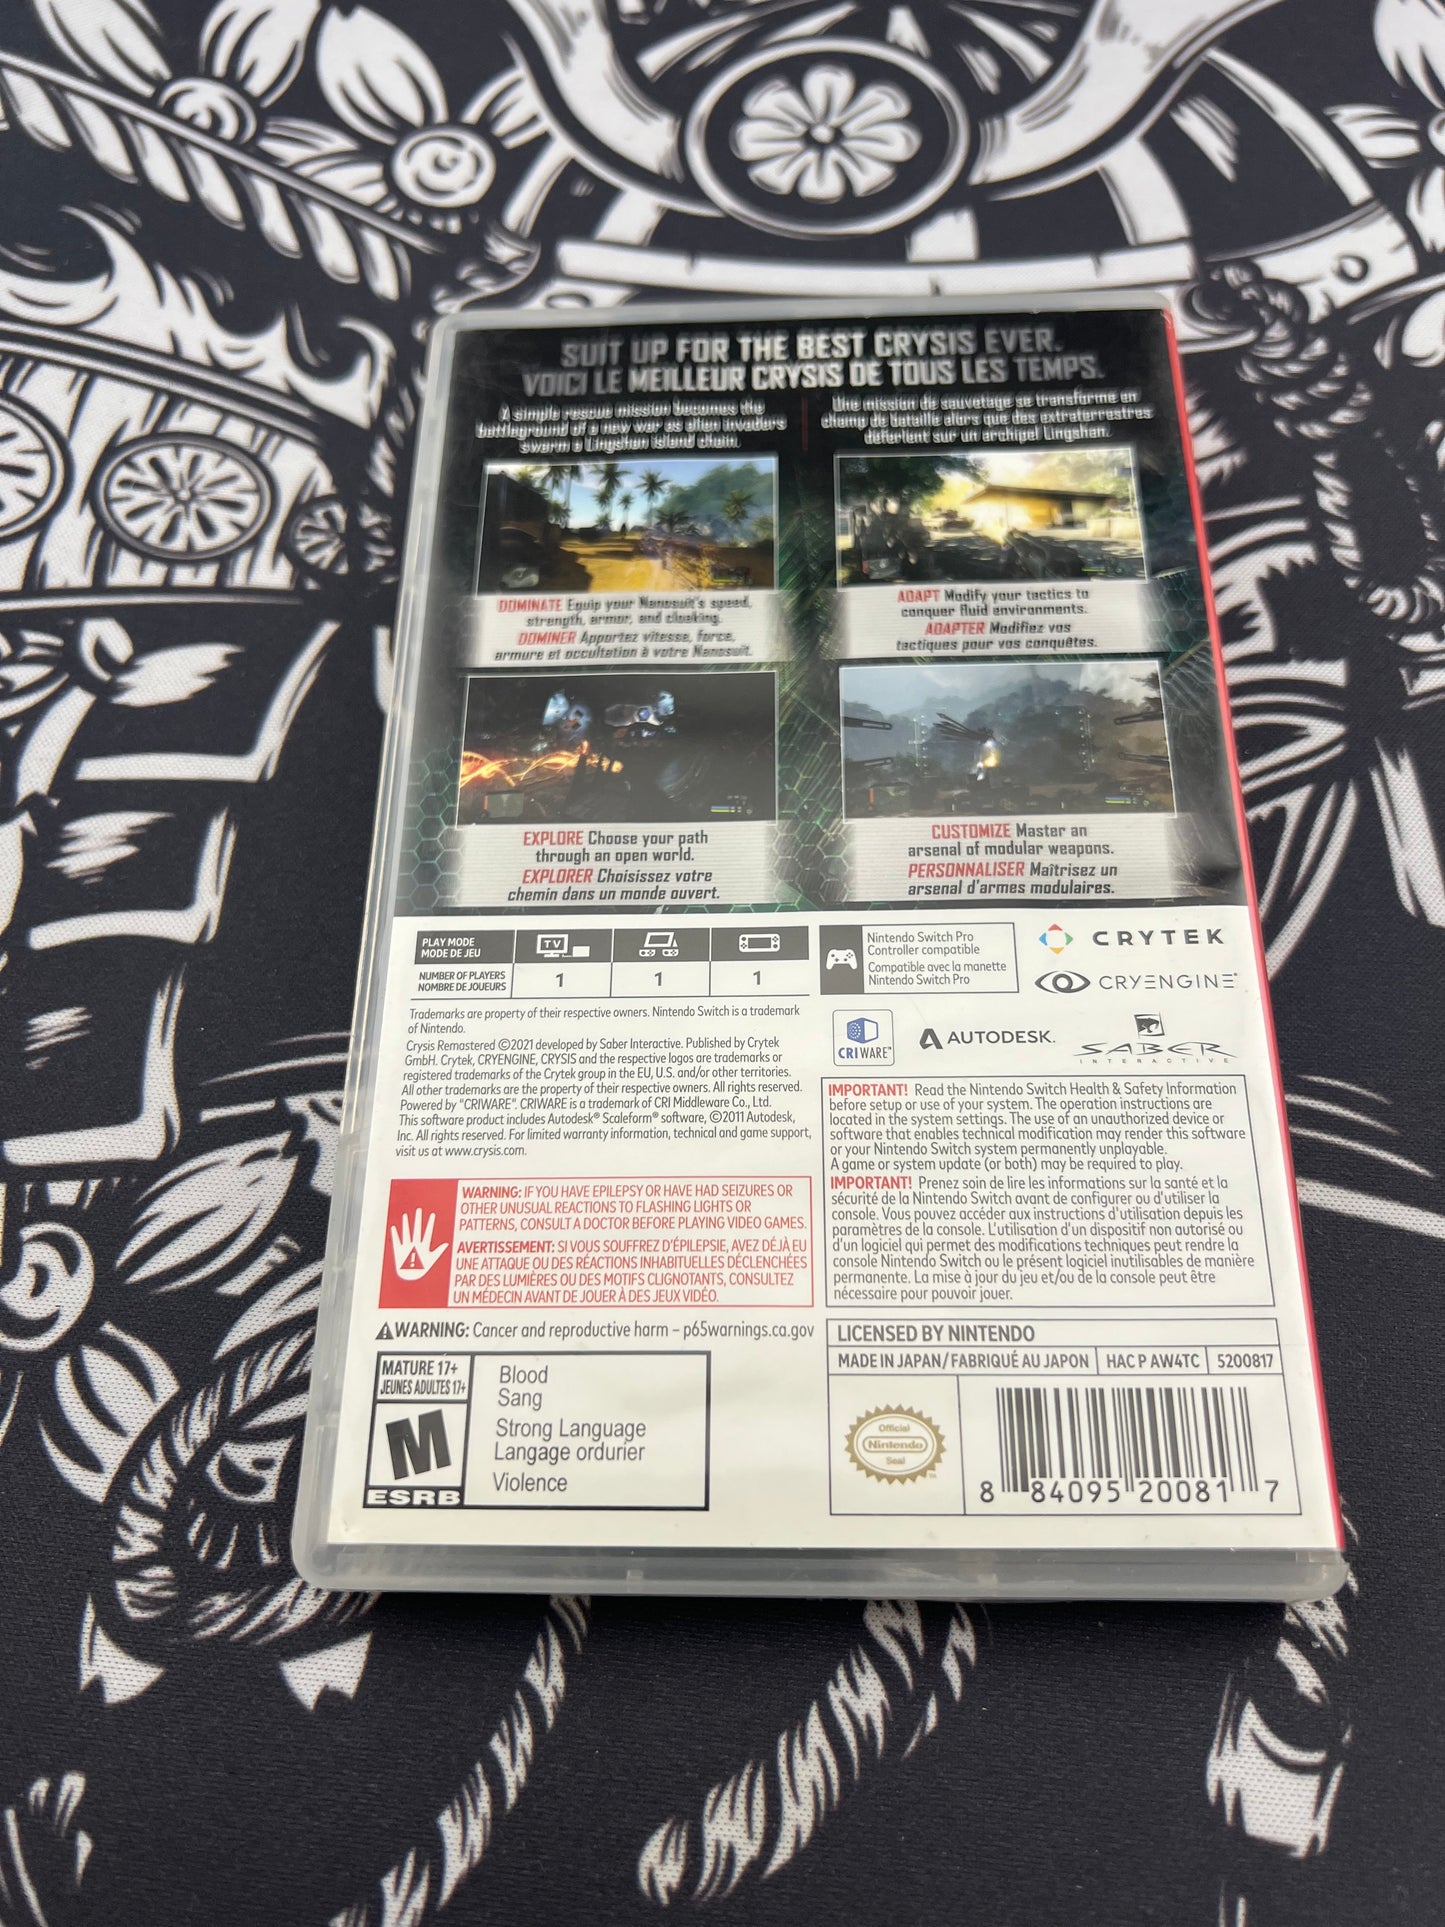 SUIT UP FOR THE BEST CRYSIS EVER.
VOICI LE MEILLEUR CRYSIS DE TOUS LES TEMPS.
A simple rescue mission becomes the
battleground of a new war as alien invaders
swarm a Lingshan island chain.
Une mission de sauvetage se transforme en
champ de bataille alors que des extraterrestres
déferlent sur un archipel Lingshan.
DOMINATE Equip your Nanosuit's speed,
strength, armor, and cloaking.
DOMINER Apportez vitesse, force,
armure et occultation à votre Nanosuit.
ADAPT Modify your tactics to
conquer fluid environments.
ADAPTER Modifiez vos
tactiques pour vos conquêtes.
EXPLORE Choose your path
through an open world.
EXPLORER Choisissez votre
chemin dans un monde ouvert.
CUSTOMIZE Master an
arsenal of modular weapons.
PERSONNALISER Maîtrisez un
arsenal d'armes modulaires.
PLAY MODE
MODE DE JEU
TV
NUMBER OF PLAYERS
NOMBRE DE JOUEURS
1 1 1
Nintendo Switch Pro
Controller compatible
Compatible avec la manette
Nintendo Switch Pro
CRYTEK
CRYENGINE®
CRIWARE™
AUTODESK.
SABER
INTERACTIVE
Trademarks are property of their respective owners. Nintendo Switch is a trademark
of Nintendo.
Crysis Remastered ©2021 developed by Saber Interactive. Published by Crytek
GmbH. Crytek, CRYENGINE, CRYSIS and the respective logos are trademarks or
registered trademarks of the Crytek group in the EU, U.S. and/or other territories.
All other trademarks are the property of their respective owners. All rights reserved.
Powered by "CRIWARE". CRIWARE is a trademark of CRI Middleware Co., Ltd.
This software product includes Autodesk® Scaleform® software, ©2011 Autodesk,
Inc. All rights reserved. For limited warranty information, technical and game support,
visit us at www.crysis.com.
IMPORTANT! Read the Nintendo Switch Health & Safety Information
before setup or use of your system. The operation instructions are
located in the system settings. The use of an unauthorized device or
software that enables technical modification may render this software
or your Nintendo Switch system permanently unplayable.
A game or system update (or both) may be required to play.
IMPORTANT! Prenez soin de lire les informations sur la santé et la
sécurité de la Nintendo Switch avant de configurer ou d'utiliser la
console. Vous pouvez accéder aux instructions d'utilisation depuis les
paramètres de la console. L'utilisation d'un dispositif non autorisé ou
d'un logiciel qui permet des modifications techniques peut rendre la
console Nintendo Switch ou le présent logiciel inutilisables de manière
permanente. La mise à jour du jeu et/ou de la console peut être
nécessaire pour pouvoir jouer.
WARNING: IF YOU HAVE EPILEPSY OR HAVE HAD SEIZURES OR
OTHER UNUSUAL REACTIONS TO FLASHING LIGHTS OR
PATTERNS, CONSULT A DOCTOR BEFORE PLAYING VIDEO GAMES.
AVERTISSEMENT: SI VOUS SOUFFREZ D'ÉPILEPSIE, AVEZ DÉJÀ EU
UNE ATTAQUE OU DES RÉACTIONS INHABITUELLES DÉCLENCHÉES
PAR DES LUMIÈRES OU DES MOTIFS CLIGNOTANTS, CONSULTEZ
UN MÉDECIN AVANT DE JOUER À DES JEUX VIDÉO.
WARNING: Cancer and reproductive harm – p65warnings.ca.gov
MATURE 17+
JEUNES ADULTES 17+
M
ESRB
Blood
Sang
Strong Language
Langage ordurier
Violence
LICENSED BY NINTENDO
MADE IN JAPAN/FABRIQUÉ AU JAPON HAC P AW4TC 5200817
Official
Nintendo
Seal
™
8 84095 20081 7